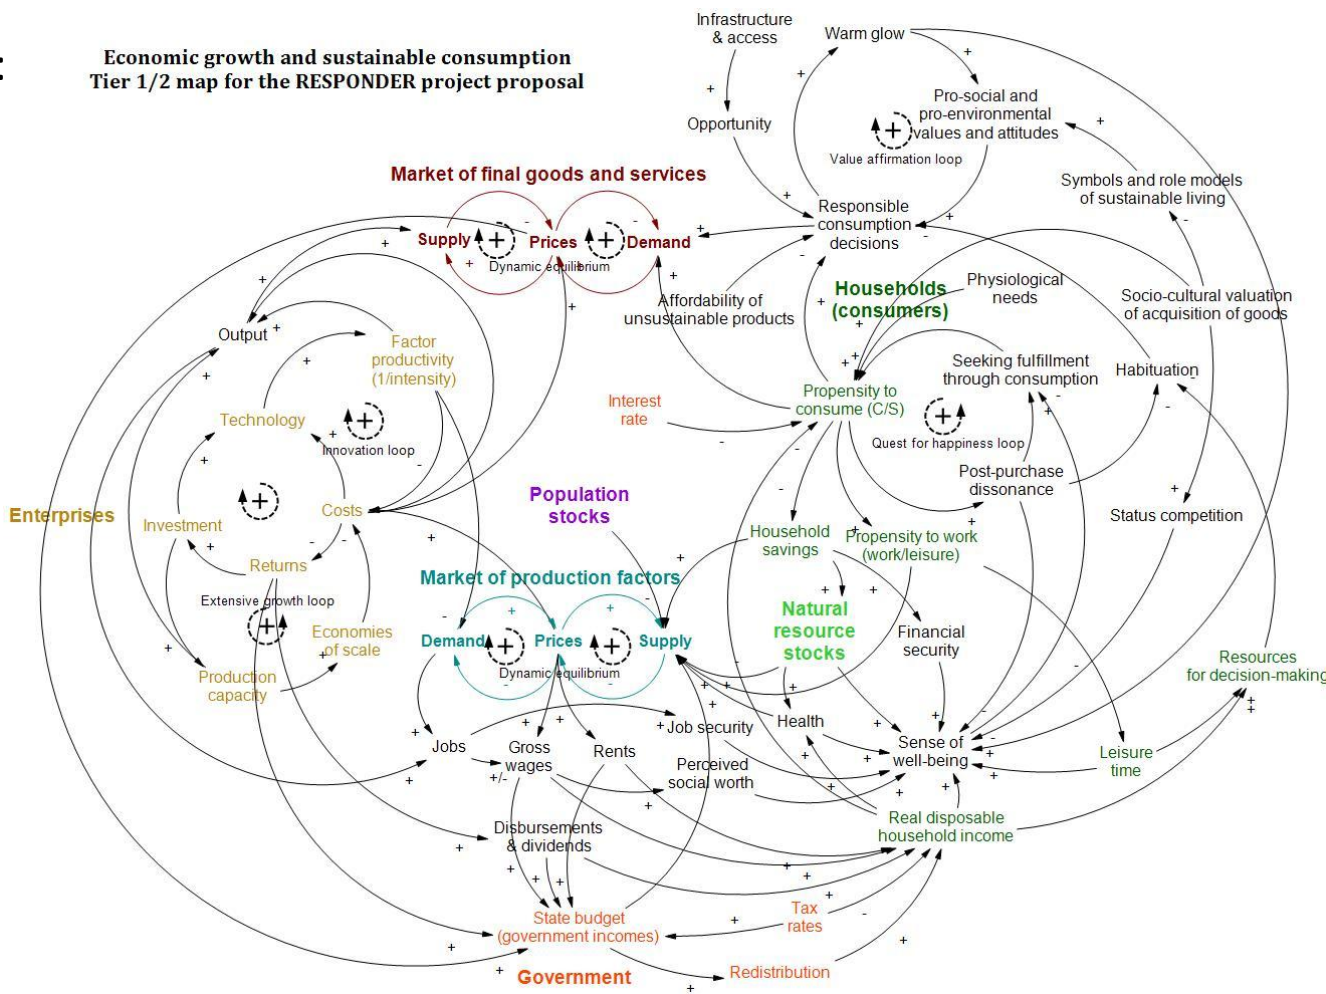 :
Economic growth and sustainable consumption
Tier 1/2 map for the RESPONDER project proposal
Infrastructure
& access
Warm glow
Opportunity
Pro-social and
pro-environmental
values and attitudes
Value affirmation loop
Symbols and role models
of sustainable living
Market of final goods and services
Supply
Prices
Demand
Dynamic equilibrium
Responsible
consumption
decisions
Households
(consumers)
Affordability of
unsustainable products
Physiological
needs
Socio-cultural valuation
of acquisition of goods
Output
Factor
productivity
(1/intensity)
Technology
Innovation loop
Interest
rate
Propensity to
consume (C/S)
Seeking fulfillment
through consumption
Habituation
Quest for happiness loop
Post-purchase
dissonance
Status competition
Enterprises
Investment
Costs
Returns
Extensive growth loop
Economies
of scale
Production
capacity
Population
stocks
Household
savings
Propensity to work
(work/leisure)
Market of production factors
Demand
Prices
Supply
Dynamic equilibrium
Natural
resource
stocks
Financial
security
Resources
for decision-making
Jobs
Gross
wages
Rents
Job security
Perceived
social worth
Health
Sense of
well-being
Leisure
time
Real disposable
household income
+/-
Disbursements
& dividends
State budget
(government incomes)
Tax
rates
Government
Redistribution